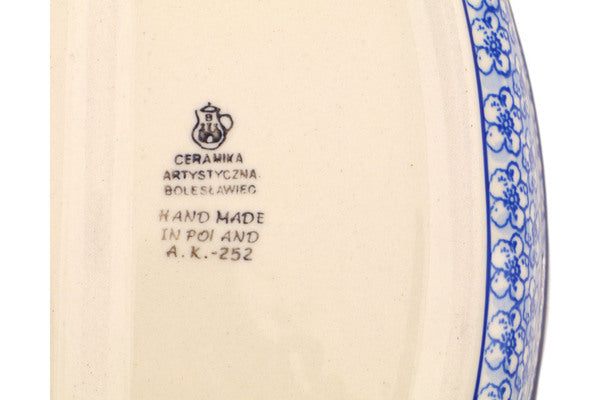 B
CERAMIKA
ARTYSTYCZNA
BOLESŁAWIEC
HAND MADE
IN POLAND
A.K.-252